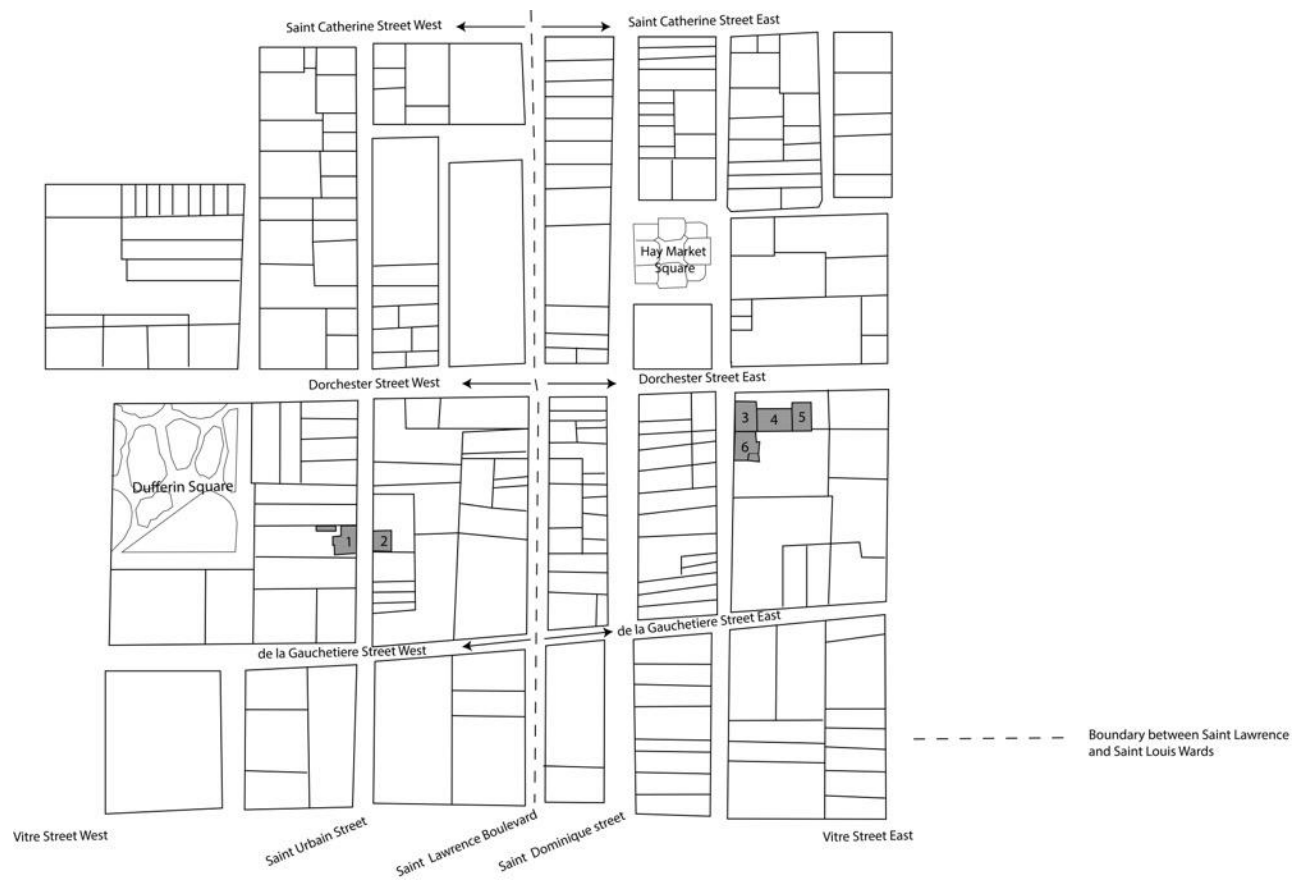 Saint Catherine Street West
Saint Catherine Street East
Hay Market
Square
Dorchester Street West
Dorchester Street East
3
4
5
6
Dufferin Square
1
2
de la Gauchetiere Street East
de la Gauchetiere Street West
Boundary between Saint Lawrence
and Saint Louis Wards
Vitre Street West
Saint Urbain Street
Saint Lawrence Boulevard
Saint Dominique street
Vitre Street East